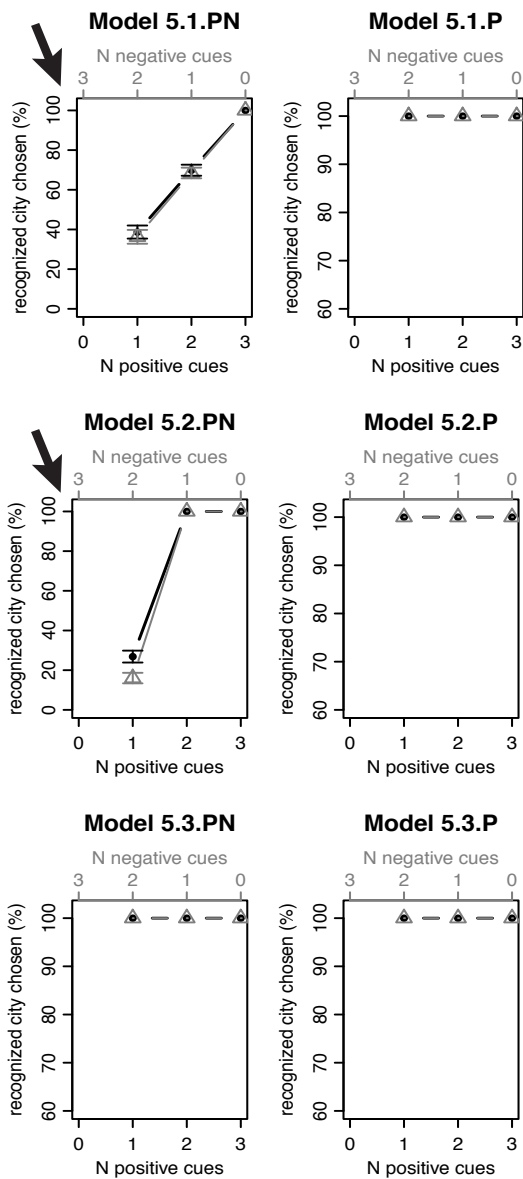 Model 5.1.PN
N negative cues
3 2 1 0
recognized city chosen (%)
0 20 40 60 80 100
0 1 2 3
N positive cues
Model 5.1.P
N negative cues
3 2 1 0
recognized city chosen (%)
60 70 80 90 100
0 1 2 3
N positive cues
Model 5.2.PN
N negative cues
3 2 1 0
recognized city chosen (%)
0 20 40 60 80 100
0 1 2 3
N positive cues
Model 5.2.P
N negative cues
3 2 1 0
recognized city chosen (%)
60 70 80 90 100
0 1 2 3
N positive cues
Model 5.3.PN
N negative cues
3 2 1 0
recognized city chosen (%)
60 70 80 90 100
0 1 2 3
N positive cues
Model 5.3.P
N negative cues
3 2 1 0
recognized city chosen (%)
60 70 80 90 100
0 1 2 3
N positive cues